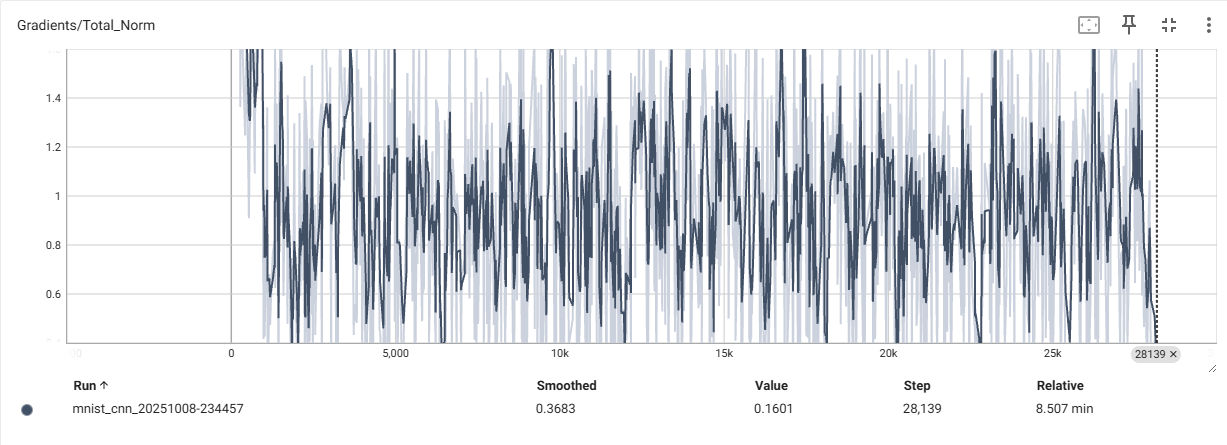 Gradients/Total_Norm
1.4
1.2
1
0.8
0.6
0 5,000 10k 15k 20k 25k 28139 ×
Run ↑ Smoothed Value Step Relative
mnist_cnn_20251008-234457 0.3683 0.1601 28,139 8.507 min